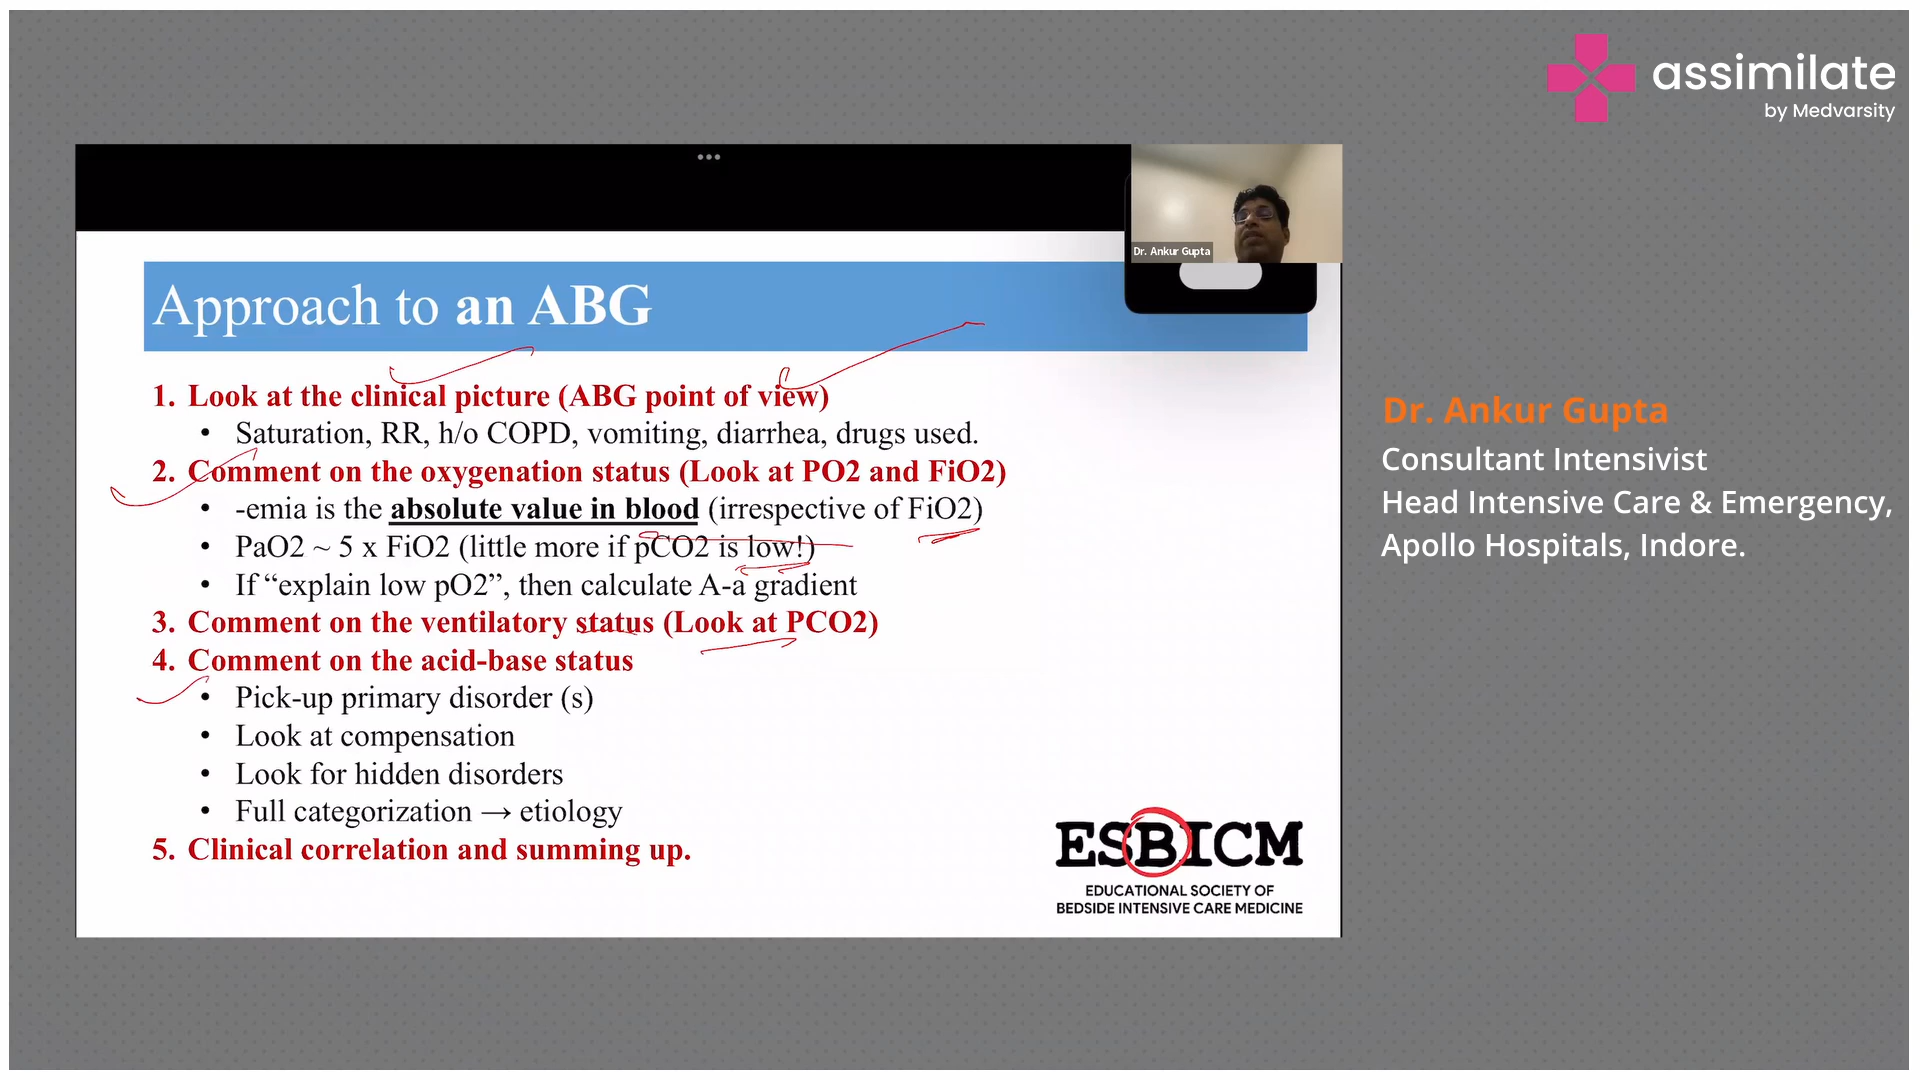 assimilate
by Medvarsity
Dr. Ankur Gupta
Approach to an ABG
1. Look at the clinical picture (ABG point of view)
• Saturation, RR, h/o COPD, vomiting, diarrhea, drugs used.
2. Comment on the oxygenation status (Look at PO2 and FiO2)
• -emia is the absolute value in blood (irrespective of FiO2)
• PaO2 ~ 5 x FiO2 (little more if pCO2 is low!)
• If “explain low pO2”, then calculate A-a gradient
3. Comment on the ventilatory status (Look at PCO2)
4. Comment on the acid-base status
• Pick-up primary disorder (s)
• Look at compensation
• Look for hidden disorders
• Full categorization → etiology
5. Clinical correlation and summing up.
ESBICM
EDUCATIONAL SOCIETY OF
BEDSIDE INTENSIVE CARE MEDICINE
Dr. Ankur Gupta
Consultant Intensivist
Head Intensive Care & Emergency,
Apollo Hospitals, Indore.